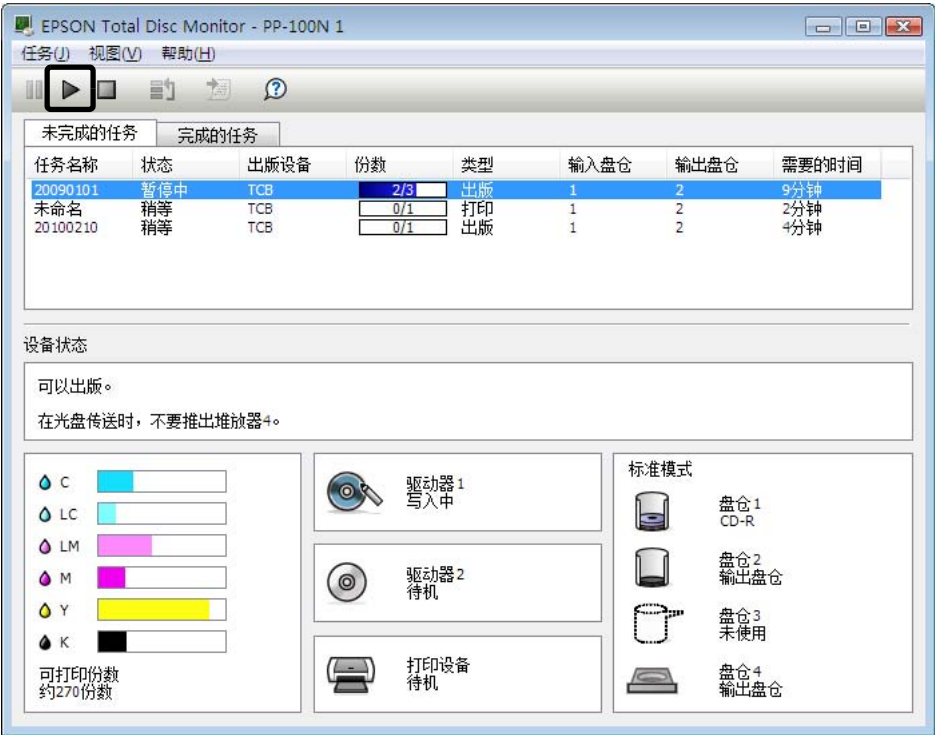 EPSON Total Disc Monitor - PP-100N 1
任务(J) 视图(V) 帮助(H)
未完成的任务 完成的任务
任务名称 状态 出版设备 份数 类型 输入盘仓 输出盘仓 需要的时间
20090101 暂停中 TCB 2/3 出版 1 2 9分钟
未命名 稍等 TCB 0/1 打印 1 2 2分钟
20100210 稍等 TCB 0/1 出版 1 2 4分钟
设备状态
可以出版。
在光盘传送时，不要推出堆放器4。
C
LC
LM
M
Y
K
可打印份数
约270份数
驱动器1
写入中
驱动器2
待机
打印设备
待机
标准模式
盘仓1
CD-R
盘仓2
输出盘仓
盘仓3
未使用
盘仓4
输出盘仓